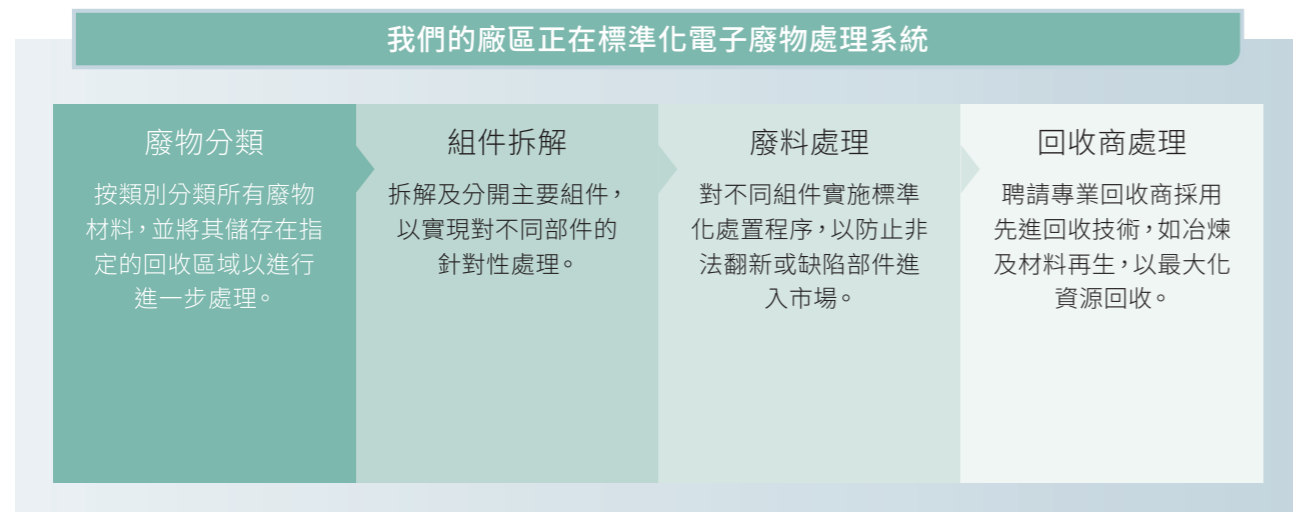 我們的廠區正在標準化電子廢物處理系統
廢物分類
按類別分類所有廢物
材料,並將其儲存在指
定的回收區域以進行
進一步處理。
組件拆解
拆解及分開主要組件,
以實現對不同部件的
針對性處理。
廢料處理
對不同組件實施標準
化處置程序,以防止非
法翻新或缺陷部件進
入市場。
回收商處理
聘請專業回收商採用
先進回收技術,如冶煉
及材料再生,以最大化
資源回收。